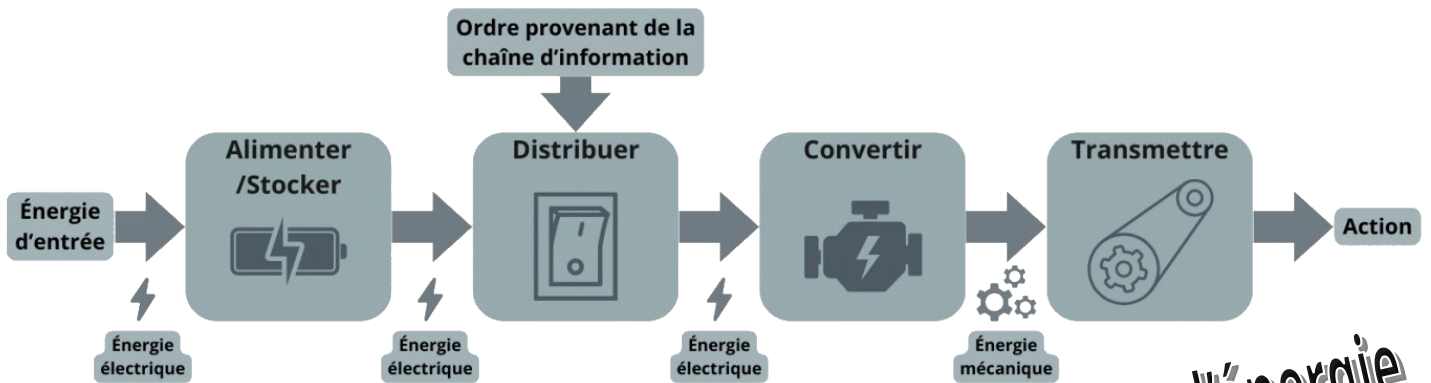 Ordre provenant de la
chaîne d'information
Alimenter
/Stocker
Distribuer
Convertir
Transmettre
Énergie
d'entrée
Action
Énergie
électrique
Énergie
électrique
Énergie
électrique
Énergie
mécanique
l'énergie